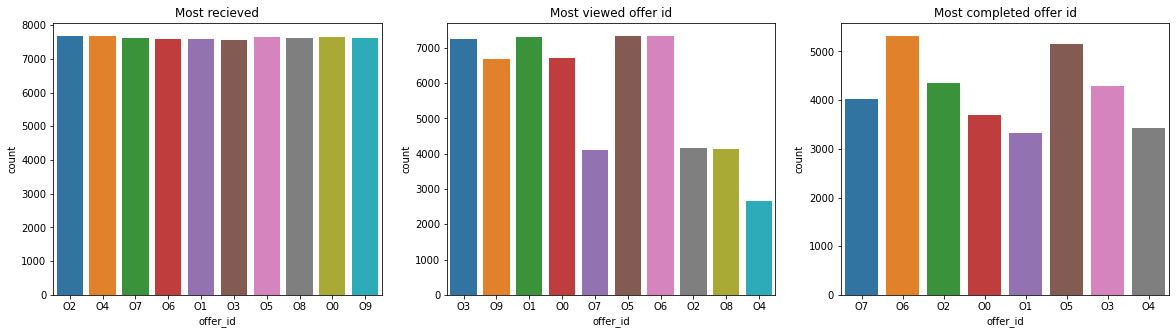 Most recieved
8000
7000
6000
5000
4000
3000
2000
1000
0
count
O2 O4 O7 O6 O1 O3 O5 O8 O0 O9
offer_id
Most viewed offer id
7000
6000
5000
4000
3000
2000
1000
0
count
O3 O9 O1 O0 O7 O5 O6 O2 O8 O4
offer_id
Most completed offer id
5000
4000
3000
2000
1000
0
count
O7 O6 O2 O0 O1 O5 O3 O4
offer_id